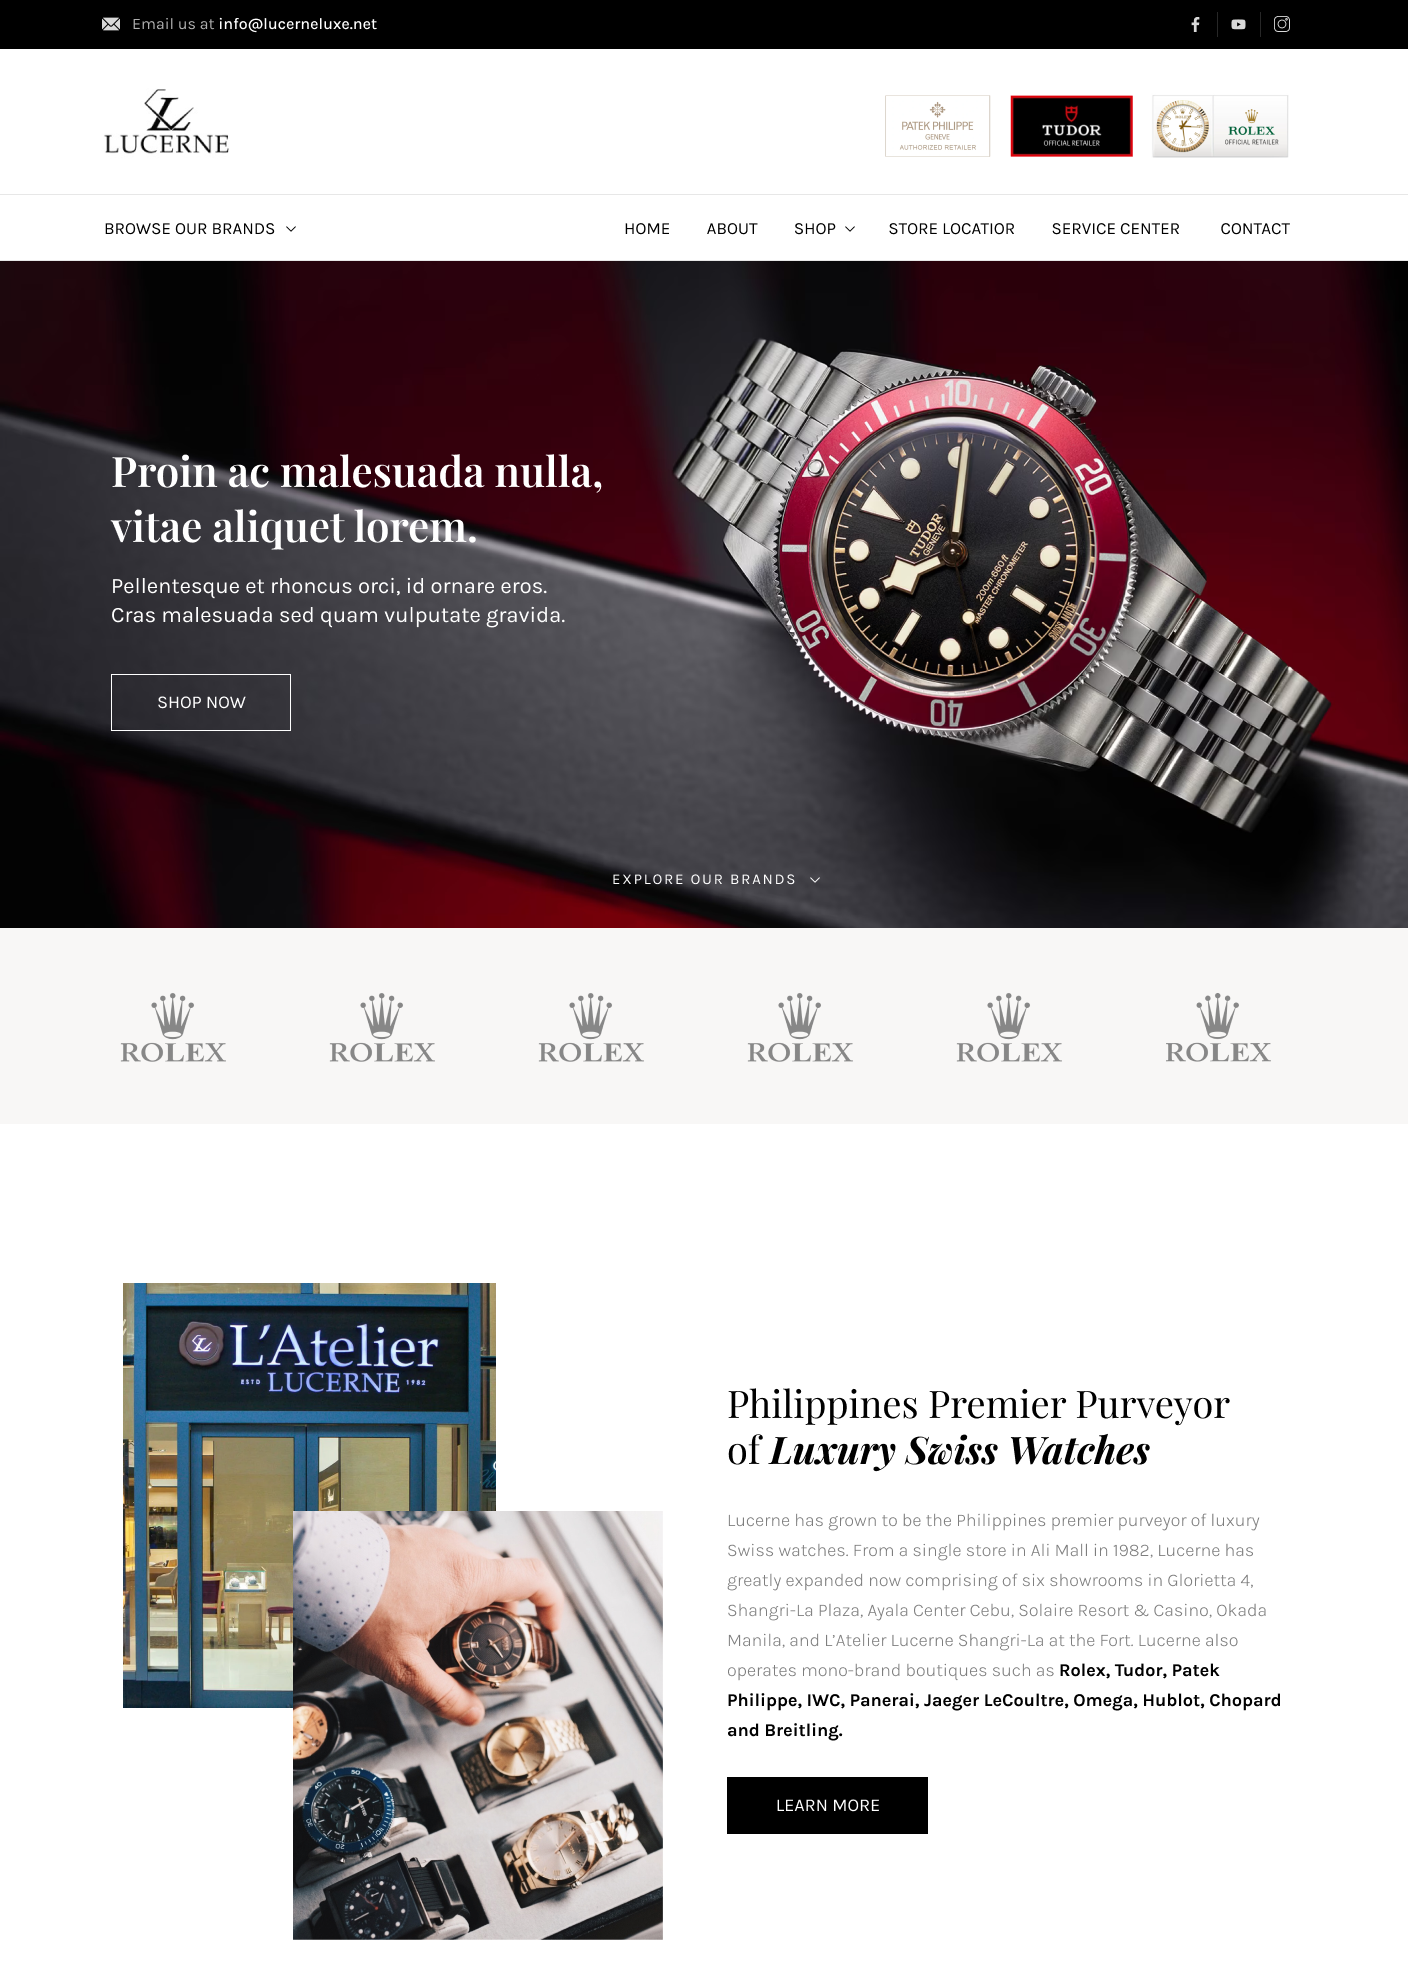 Email us at info@lucerneluxe.net
LUCERNE
PATEK PHILIPPE
GENEVE
AUTHORIZED RETAILER
TUDOR
OFFICIAL RETAILER
ROLEX
OFFICIAL RETAILER
BROWSE OUR BRANDS
HOME ABOUT SHOP STORE LOCATIOR SERVICE CENTER CONTACT
10
20
30
40
50
TUDOR
GENEVE
200m:660ft
MASTER CHRONOMETER
Proin ac malesuada nulla,
vitae aliquet lorem.
Pellentesque et rhoncus orci, id ornare eros.
Cras malesuada sed quam vulputate gravida.
SHOP NOW
EXPLORE OUR BRANDS
ROLEX ROLEX ROLEX ROLEX ROLEX ROLEX
L'Atelier
ESTD LUCERNE 1982
Philippines Premier Purveyor
of Luxury Swiss Watches
Lucerne has grown to be the Philippines premier purveyor of luxury
Swiss watches. From a single store in Ali Mall in 1982, Lucerne has
greatly expanded now comprising of six showrooms in Glorietta 4,
Shangri-La Plaza, Ayala Center Cebu, Solaire Resort & Casino, Okada
Manila, and L'Atelier Lucerne Shangri-La at the Fort. Lucerne also
operates mono-brand boutiques such as Rolex, Tudor, Patek
Philippe, IWC, Panerai, Jaeger LeCoultre, Omega, Hublot, Chopard
and Breitling.
LEARN MORE